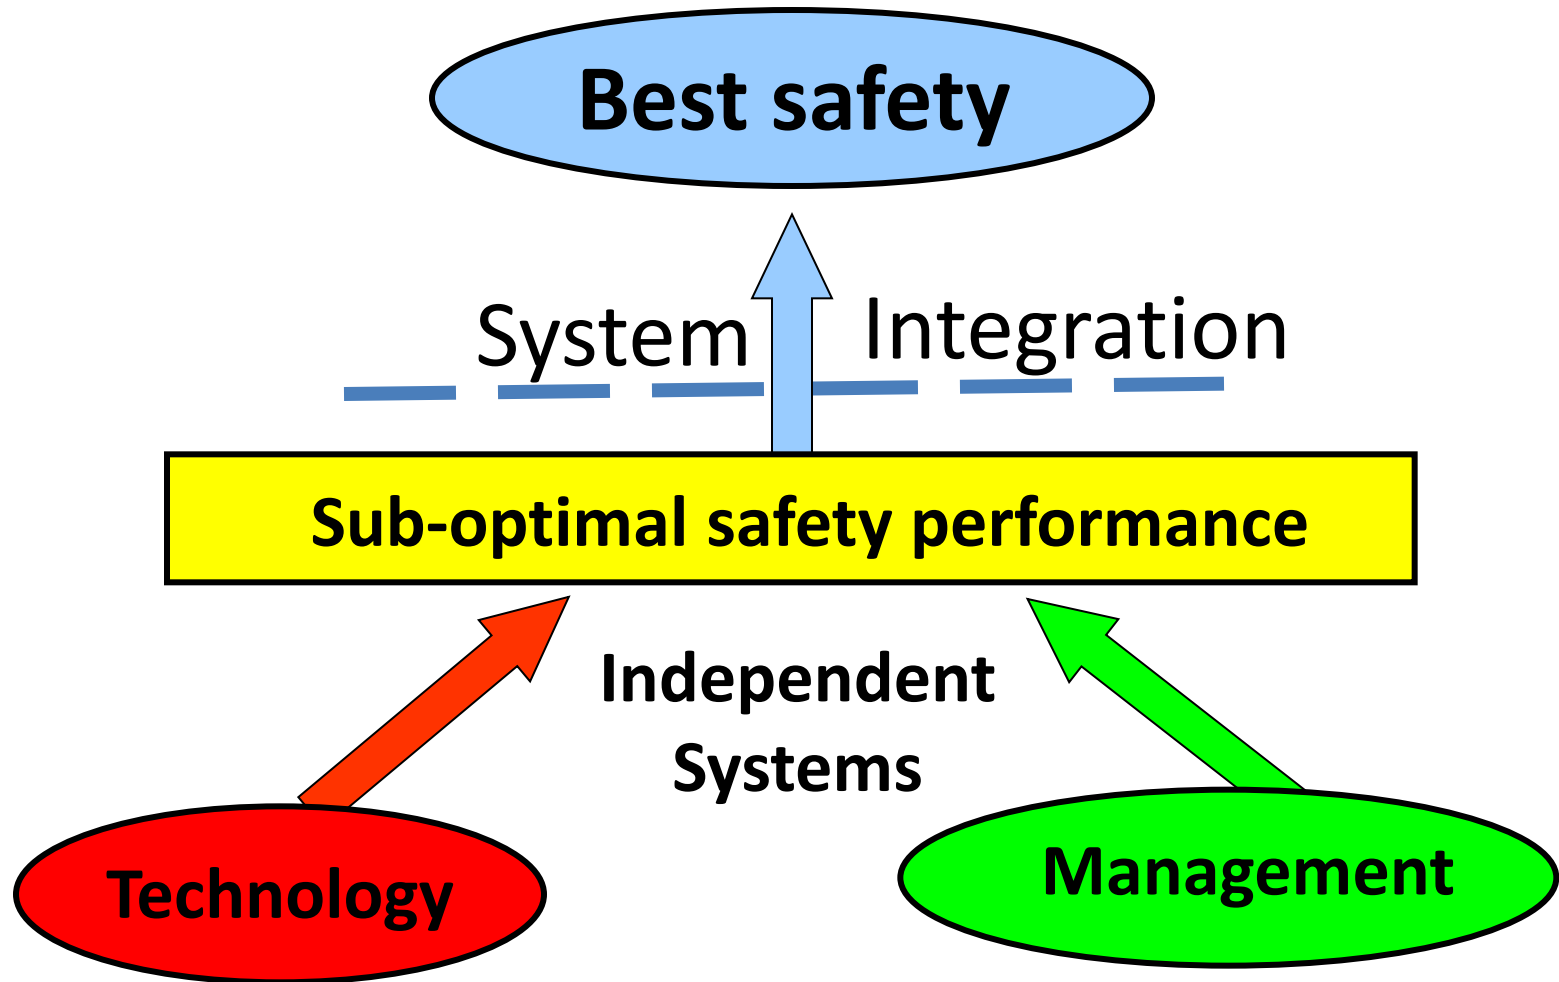 Best safety
System Integration
Sub-optimal safety performance
Independent
Systems
Technology
Management